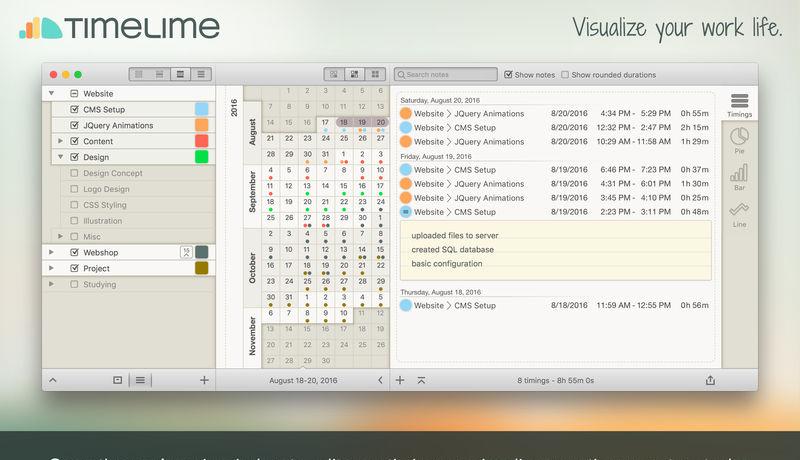 TIMELIME
Visualize your work life.
Search notes
Show notes
Show rounded durations
Website
CMS Setup
JQuery Animations
Content
Design
Design Concept
Logo Design
CSS Styling
Illustration
Misc
Webshop
15
Project
Studying
2016
August
September
October
November
1 2 3 4 5 6
7 8 9 10 11 12 13
14 15 16 17 18 19 20
21 22 23 24 25 26 27
28 29 30 31 1 2 3
4 5 6 7 8 9 10
11 12 13 14 15 16 17
18 19 20 21 22 23 24
25 26 27 28 29 30 1
2 3 4 5 6 7 8
9 10 11 12 13 14 15
16 17 18 19 20 21 22
23 24 25 26 27 28 29
30 31 1 2 3 4 5
6 7 8 9 10 11 12
13 14 15 16 17 18 19
20 21 22 23 24 25 26
27 28 29 30
August 18-20, 2016
Saturday, August 20, 2016
Website > JQuery Animations 8/20/2016 4:34 PM - 5:29 PM 0h 55m
Website > CMS Setup 8/20/2016 12:32 PM - 2:47 PM 2h 15m
Website > JQuery Animations 8/20/2016 10:29 AM - 11:58 AM 1h 29m
Friday, August 19, 2016
Website > CMS Setup 8/19/2016 6:46 PM - 7:23 PM 0h 37m
Website > JQuery Animations 8/19/2016 4:31 PM - 6:01 PM 1h 30m
Website > JQuery Animations 8/19/2016 3:45 PM - 4:10 PM 0h 25m
Website > CMS Setup 8/19/2016 2:23 PM - 3:11 PM 0h 48m
uploaded files to server
created SQL database
basic configuration
Thursday, August 18, 2016
Website > CMS Setup 8/18/2016 11:59 AM - 12:55 PM 0h 56m
8 timings - 8h 55m 0s
Timings
Pie
Bar
Line